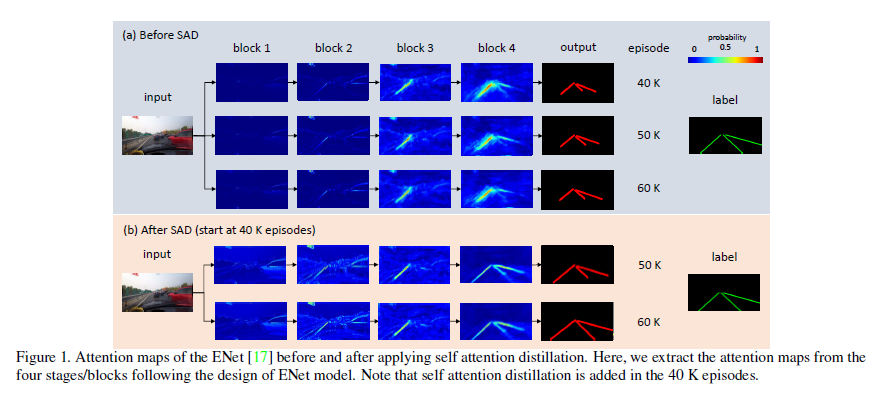 (a) Before SAD
block 1 block 2 block 3 block 4 output episode
probability
0 0.5 1
input
40 K
label
50 K
60 K
(b) After SAD (start at 40 K episodes)
input
50 K
label
60 K
Figure 1. Attention maps of the ENet [17] before and after applying self attention distillation. Here, we extract the attention maps from the
four stages/blocks following the design of ENet model. Note that self attention distillation is added in the 40 K episodes.